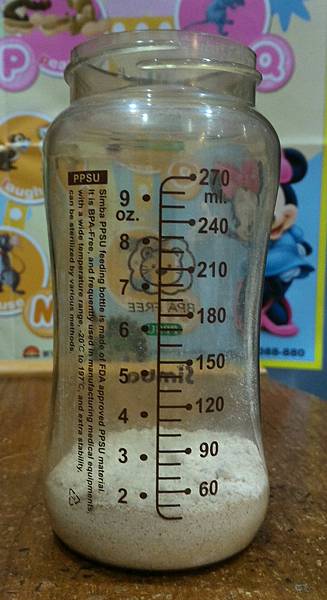 P
Q
laugh
M
PPSU
Simba PPSU feeding bottle is made of FDA approved PPSU material.
It is BPA-Free, and frequently used in manufacturing medical equipments,
with a wide temperature range, -20°C to 197°C, and extra stability,
can be sterilized by various methods.
9
oz.
8
7
6
5
4
3
2
270
ml.
240
210
180
150
120
90
60
BPA FREE
Simba